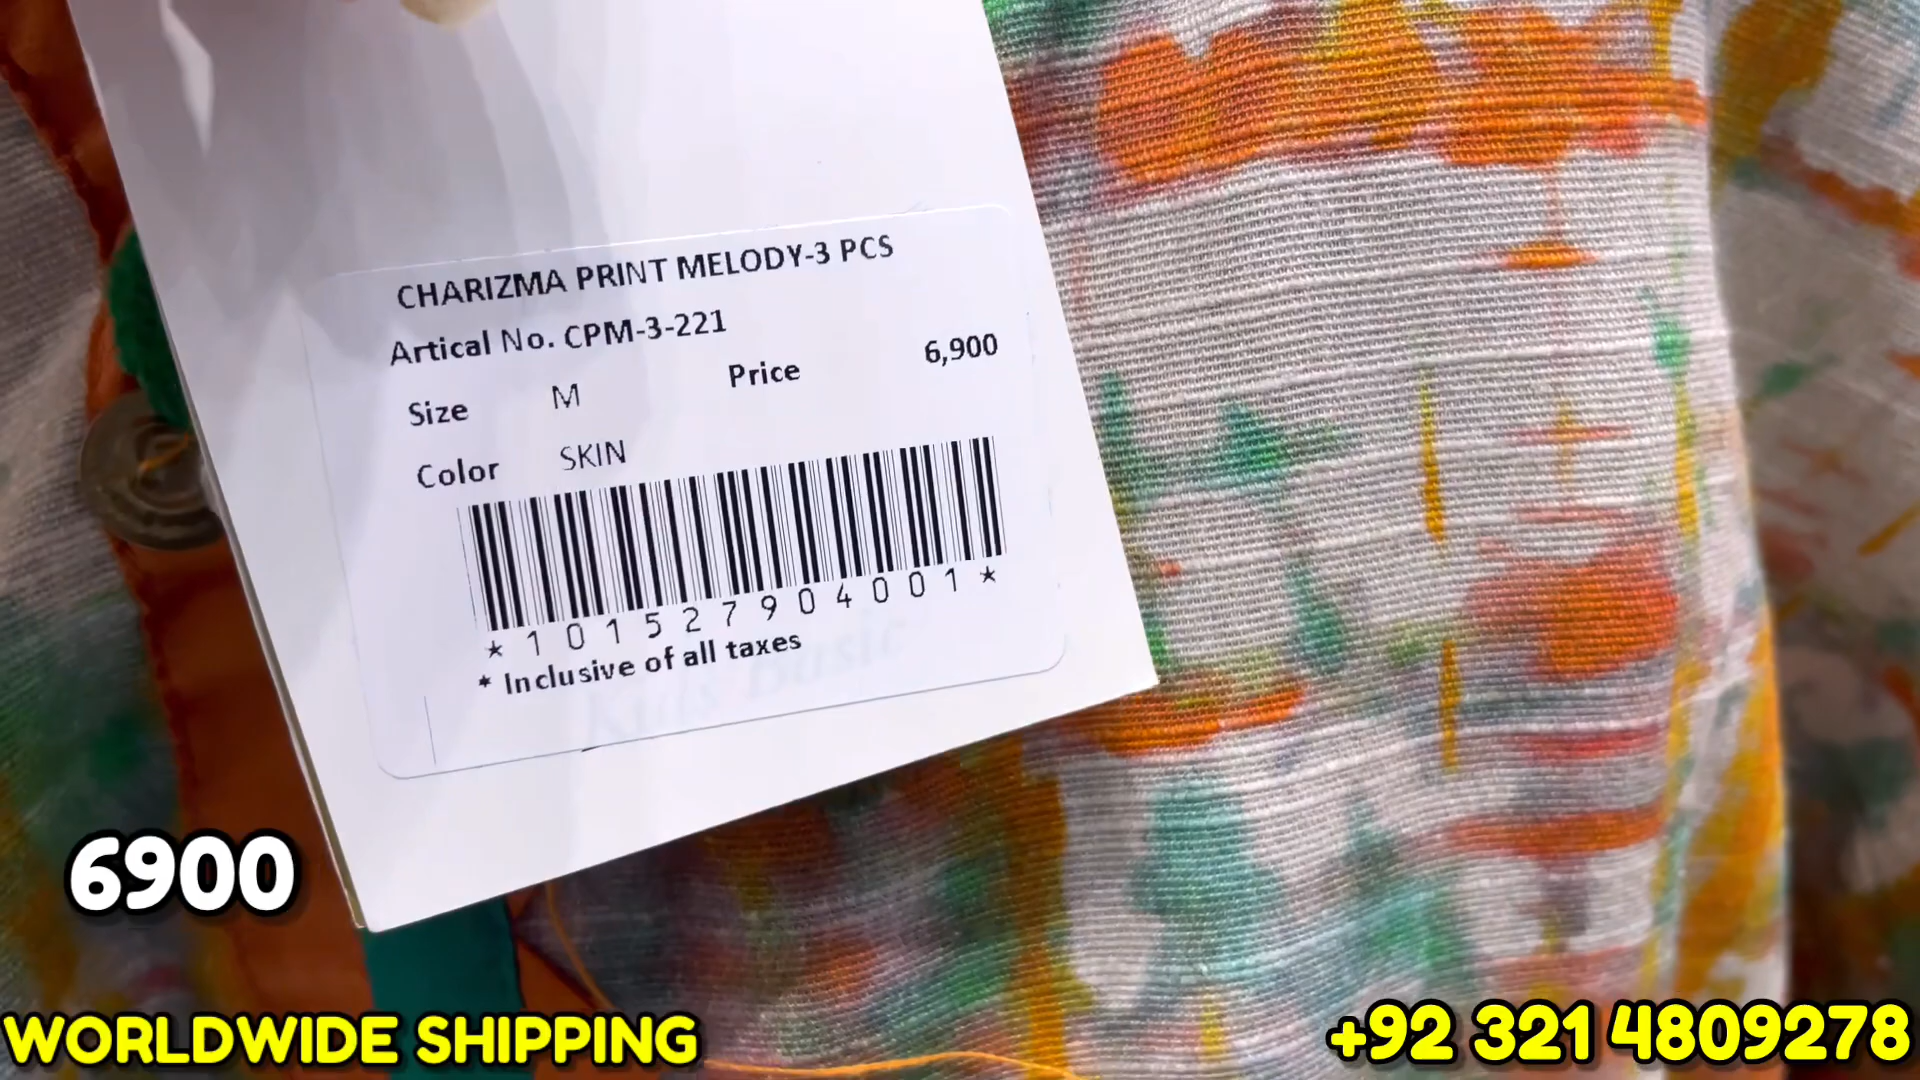 CHARIZMA PRINT MELODY-3 PCS
Artical No. CPM-3-221
Size M Price 6,900
Color SKIN
*101527904001*
* Inclusive of all taxes
6900
WORLDWIDE SHIPPING
+92 321 4809278